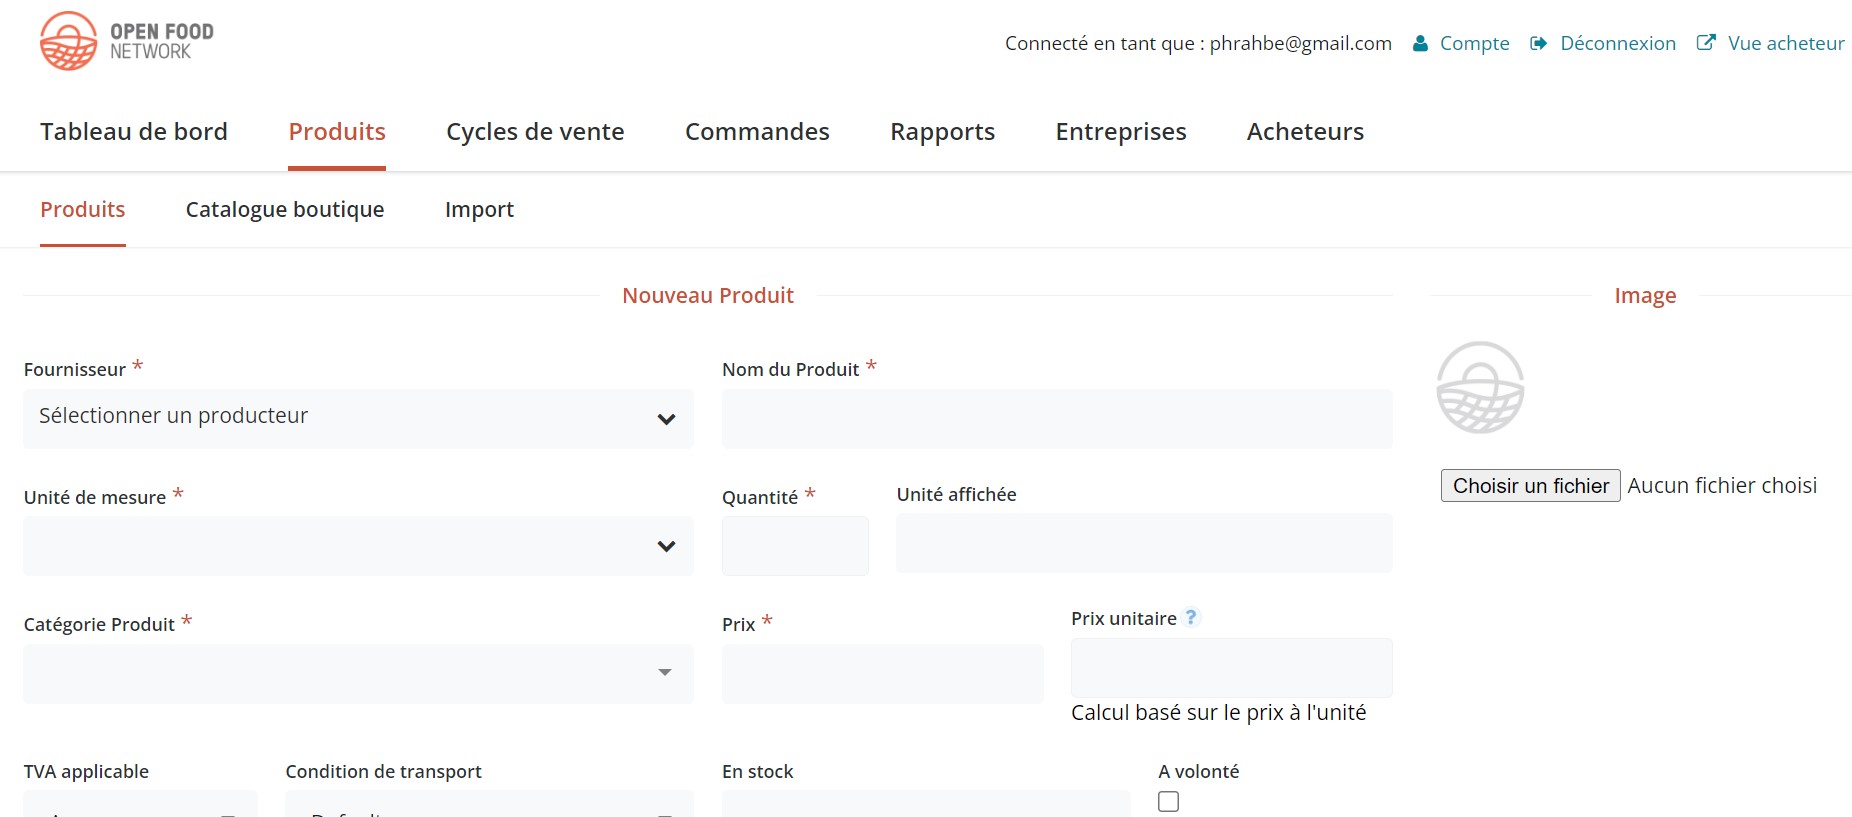 OPEN FOOD
NETWORK
Connecté en tant que : phrahbe@gmail.com Compte Déconnexion Vue acheteur
Tableau de bord Produits Cycles de vente Commandes Rapports Entreprises Acheteurs
Produits Catalogue boutique Import
Nouveau Produit Image
Fournisseur * Nom du Produit *
Sélectionner un producteur
Choisir un fichier Aucun fichier choisi
Unité de mesure * Quantité * Unité affichée
Catégorie Produit * Prix * Prix unitaire ?
Calcul basé sur le prix à l'unité
TVA applicable Condition de transport En stock A volonté